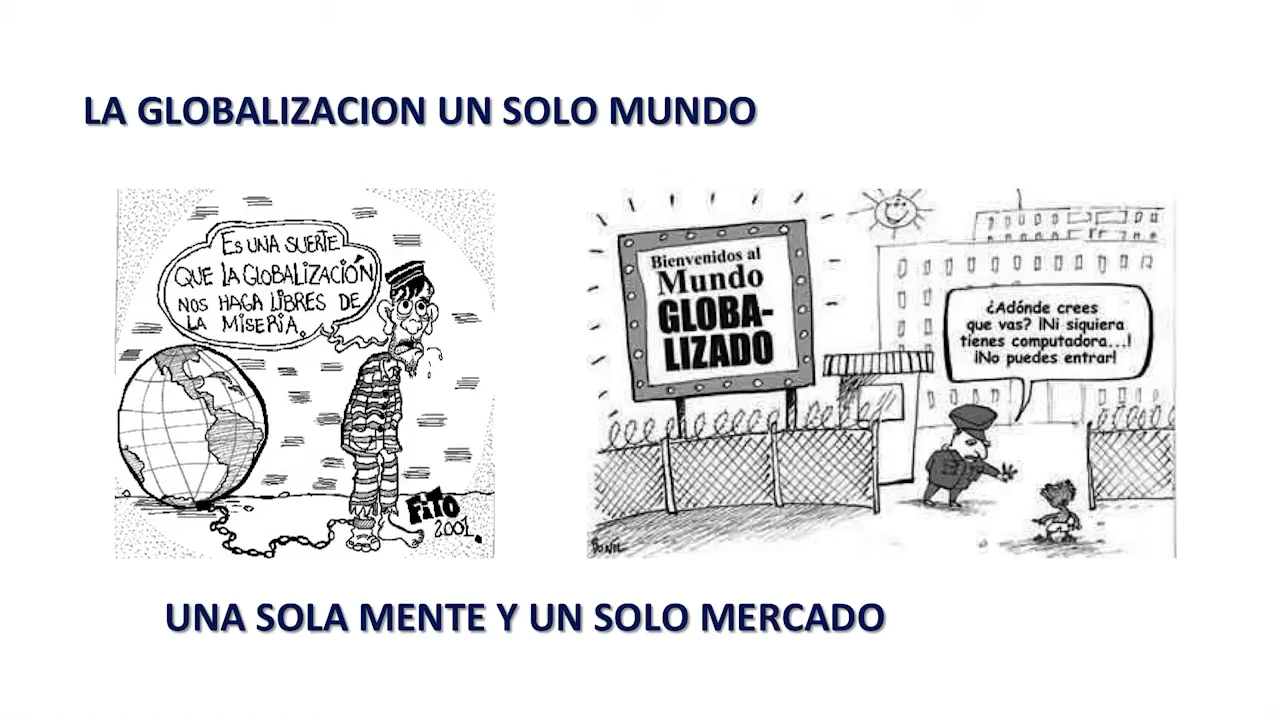 LA GLOBALIZACION UN SOLO MUNDO
ES UNA SUERTE
QUE LA GLOBALIZACIÓN
NOS HAGA LIBRES DE
LA MISERIA.
FiTO
2001.
Bienvenidos al
Mundo
GLOBA-
LIZADO
¿Adónde crees
que vas? ¡Ni siquiera
tienes computadora...!
¡No puedes entrar!
BONIL
UNA SOLA MENTE Y UN SOLO MERCADO